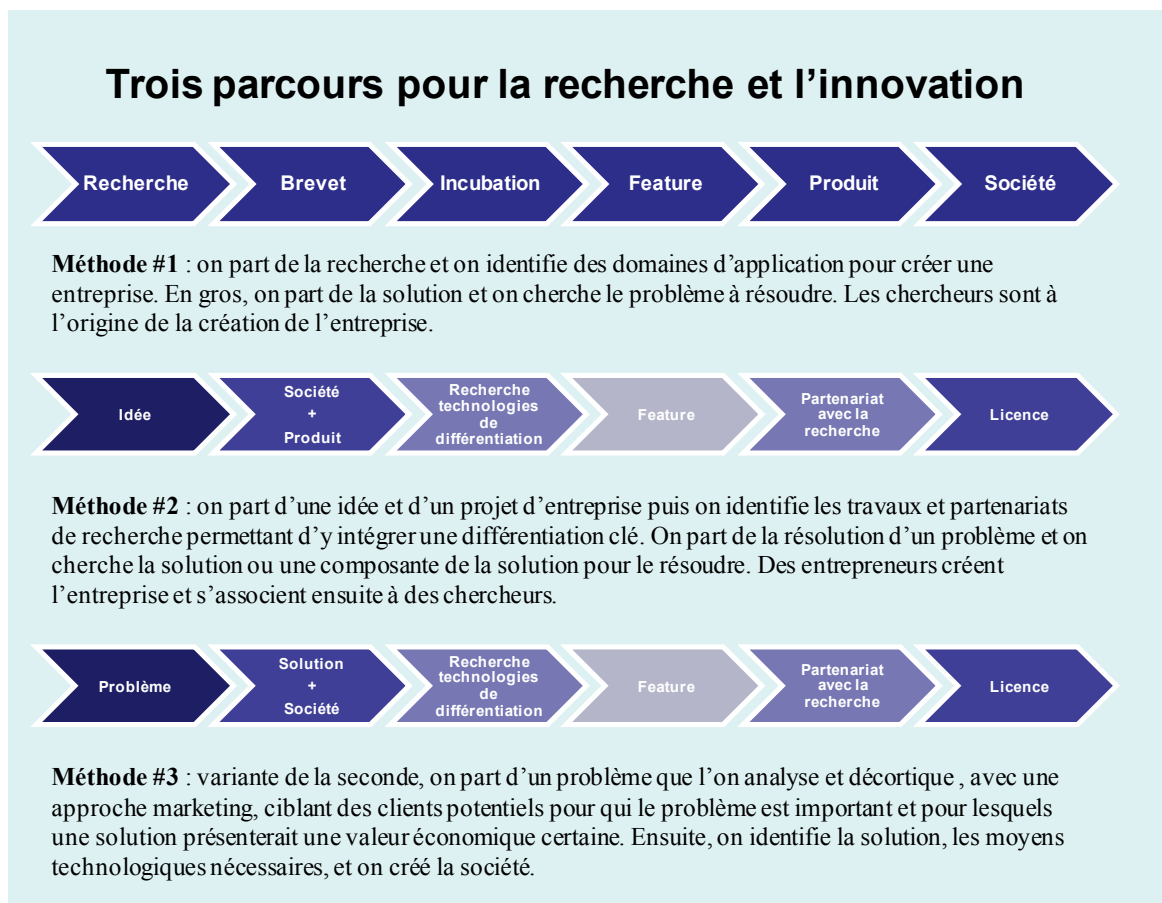 Trois parcours pour la recherche et l’innovation
Recherche
Brevet
Incubation
Feature
Produit
Société
Méthode #1 : on part de la recherche et on identifie des domaines d’application pour créer une
entreprise. En gros, on part de la solution et on cherche le problème à résoudre. Les chercheurs sont à
l’origine de la création de l’entreprise.
Idée
Société
+
Produit
Recherche
technologies
de
différentiation
Feature
Partenariat
avec la
recherche
Licence
Méthode #2 : on part d’une idée et d’un projet d’entreprise puis on identifie les travaux et partenariats
de recherche permettant d’y intégrer une différentiation clé. On part de la résolution d’un problème et on
cherche la solution ou une composante de la solution pour le résoudre. Des entrepreneurs créent
l’entreprise et s’associent ensuite à des chercheurs.
Problème
Solution
+
Société
Recherche
technologies
de
différentiation
Feature
Partenariat
avec la
recherche
Licence
Méthode #3 : variante de la seconde, on part d’un problème que l’on analyse et décortique , avec une
approche marketing, ciblant des clients potentiels pour qui le problème est important et pour lesquels
une solution présenterait une valeur économique certaine. Ensuite, on identifie la solution, les moyens
technologiques nécessaires, et on créé la société.